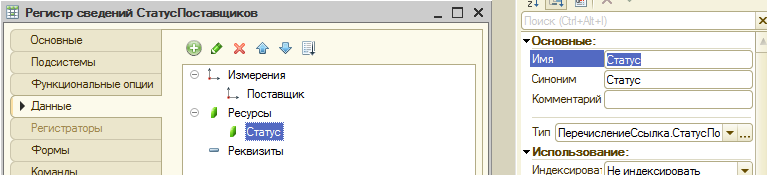 Регистр сведений СтатусПоставщиков
Основные
Подсистемы
Функциональные опции
Данные
Регистраторы
Формы
Команды
Измерения
Поставщик
Ресурсы
Статус
Реквизиты
Поиск (Ctrl+Alt+I)
Основные:
Имя Статус
Синоним Статус
Комментарий
Тип ПеречислениеСсылка.СтатусПо ...
Использование:
Индексироват Не индексировать